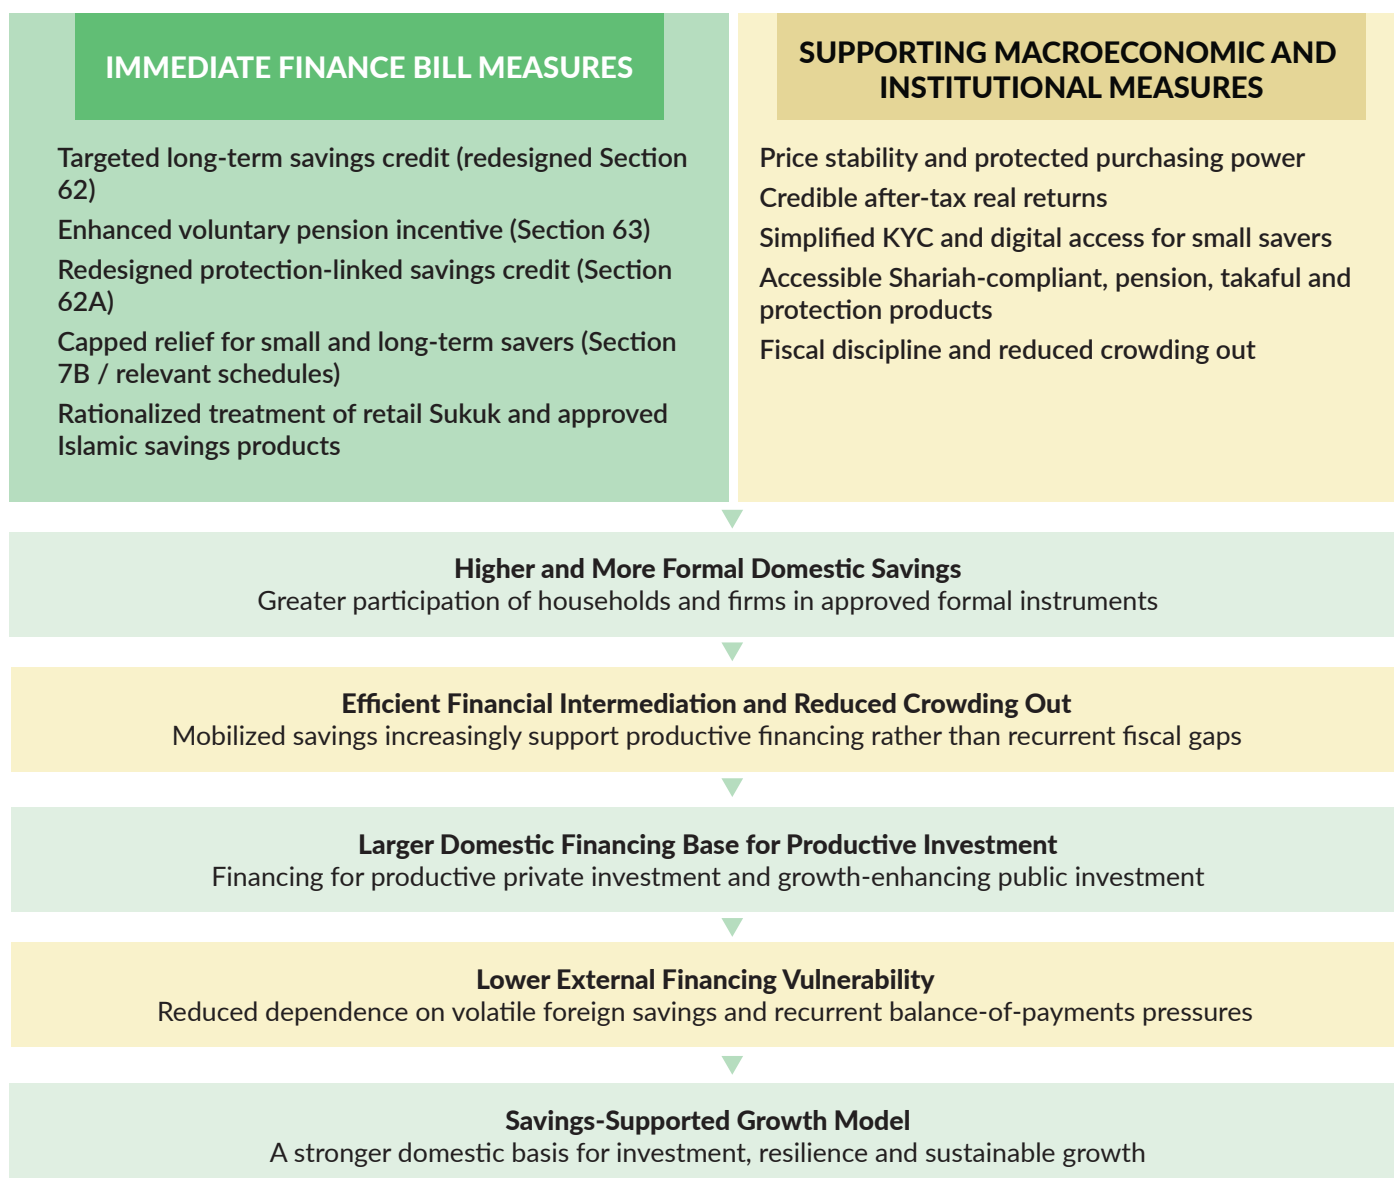 IMMEDIATE FINANCE BILL MEASURES
Targeted long-term savings credit (redesigned Section
62)
Enhanced voluntary pension incentive (Section 63)
Redesigned protection-linked savings credit (Section
62A)
Capped relief for small and long-term savers (Section
7B / relevant schedules)
Rationalized treatment of retail Sukuk and approved
Islamic savings products
SUPPORTING MACROECONOMIC AND
INSTITUTIONAL MEASURES
Price stability and protected purchasing power
Credible after-tax real returns
Simplified KYC and digital access for small savers
Accessible Shariah-compliant, pension, takaful and
protection products
Fiscal discipline and reduced crowding out
Higher and More Formal Domestic Savings
Greater participation of households and firms in approved formal instruments
Efficient Financial Intermediation and Reduced Crowding Out
Mobilized savings increasingly support productive financing rather than recurrent fiscal gaps
Larger Domestic Financing Base for Productive Investment
Financing for productive private investment and growth-enhancing public investment
Lower External Financing Vulnerability
Reduced dependence on volatile foreign savings and recurrent balance-of-payments pressures
Savings-Supported Growth Model
A stronger domestic basis for investment, resilience and sustainable growth